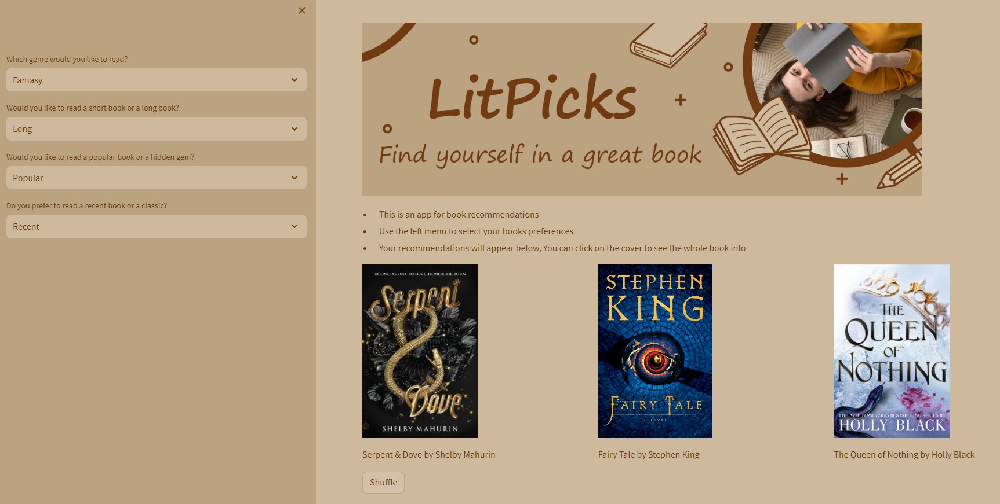 Which genre would you like to read?
Fantasy
Would you like to read a short book or a long book?
Long
Would you like to read a popular book or a hidden gem?
Popular
Do you prefer to read a recent book or a classic?
Recent
LitPicks
Find yourself in a great book
This is an app for book recommendations
Use the left menu to select your books preferences
Your recommendations will appear below, You can click on the cover to see the whole book info
BOUND AS ONE TO LOVE, HONOR, OR BURN
Serpent
&
Dove
SHELBY MAHURIN
STEPHEN
KING
FAIRY TALE
A NOVEL
THE
QUEEN
OF
NOTHING
THE NEW YORK TIMES BESTSELLING SERIES BY
HOLLY BLACK
Serpent & Dove by Shelby Mahurin
Fairy Tale by Stephen King
The Queen of Nothing by Holly Black
Shuffle